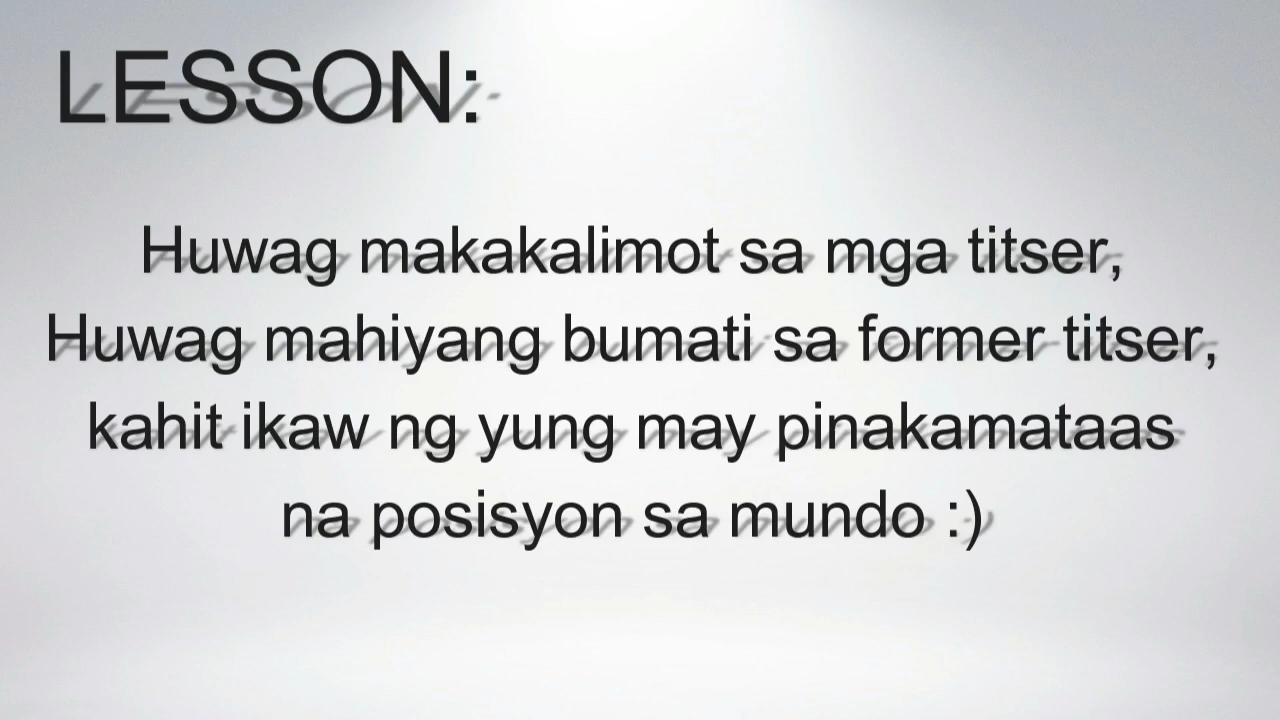 LESSON:
Huwag makakalimot sa mga titser,
Huwag mahiyang bumati sa former titser,
kahit ikaw ng yung may pinakamataas
na posisyon sa mundo :)